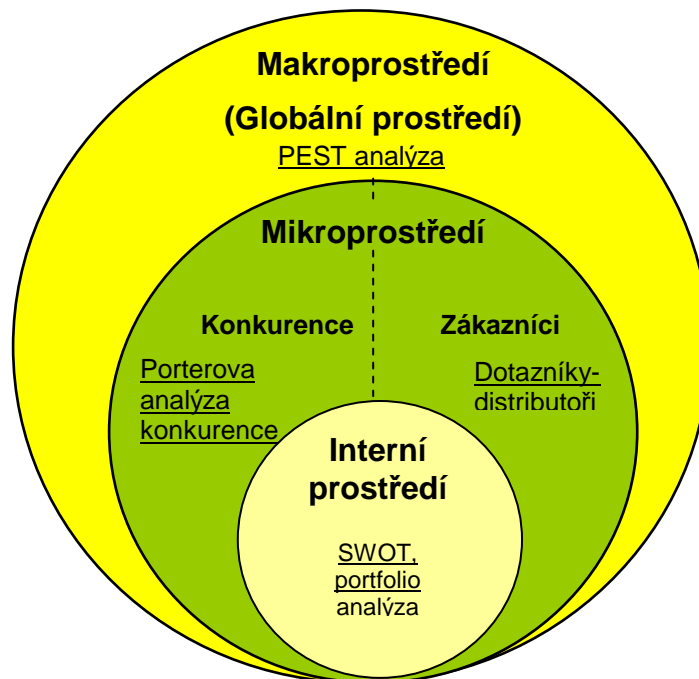 Makroprostředí
(Globální prostředí)
PEST analýza
Mikroprostředí
Konkurence
Zákazníci
Porterova
analýza
konkurence
Dotazníky-
distributoři
Interní
prostředí
SWOT,
portfolio
analýza